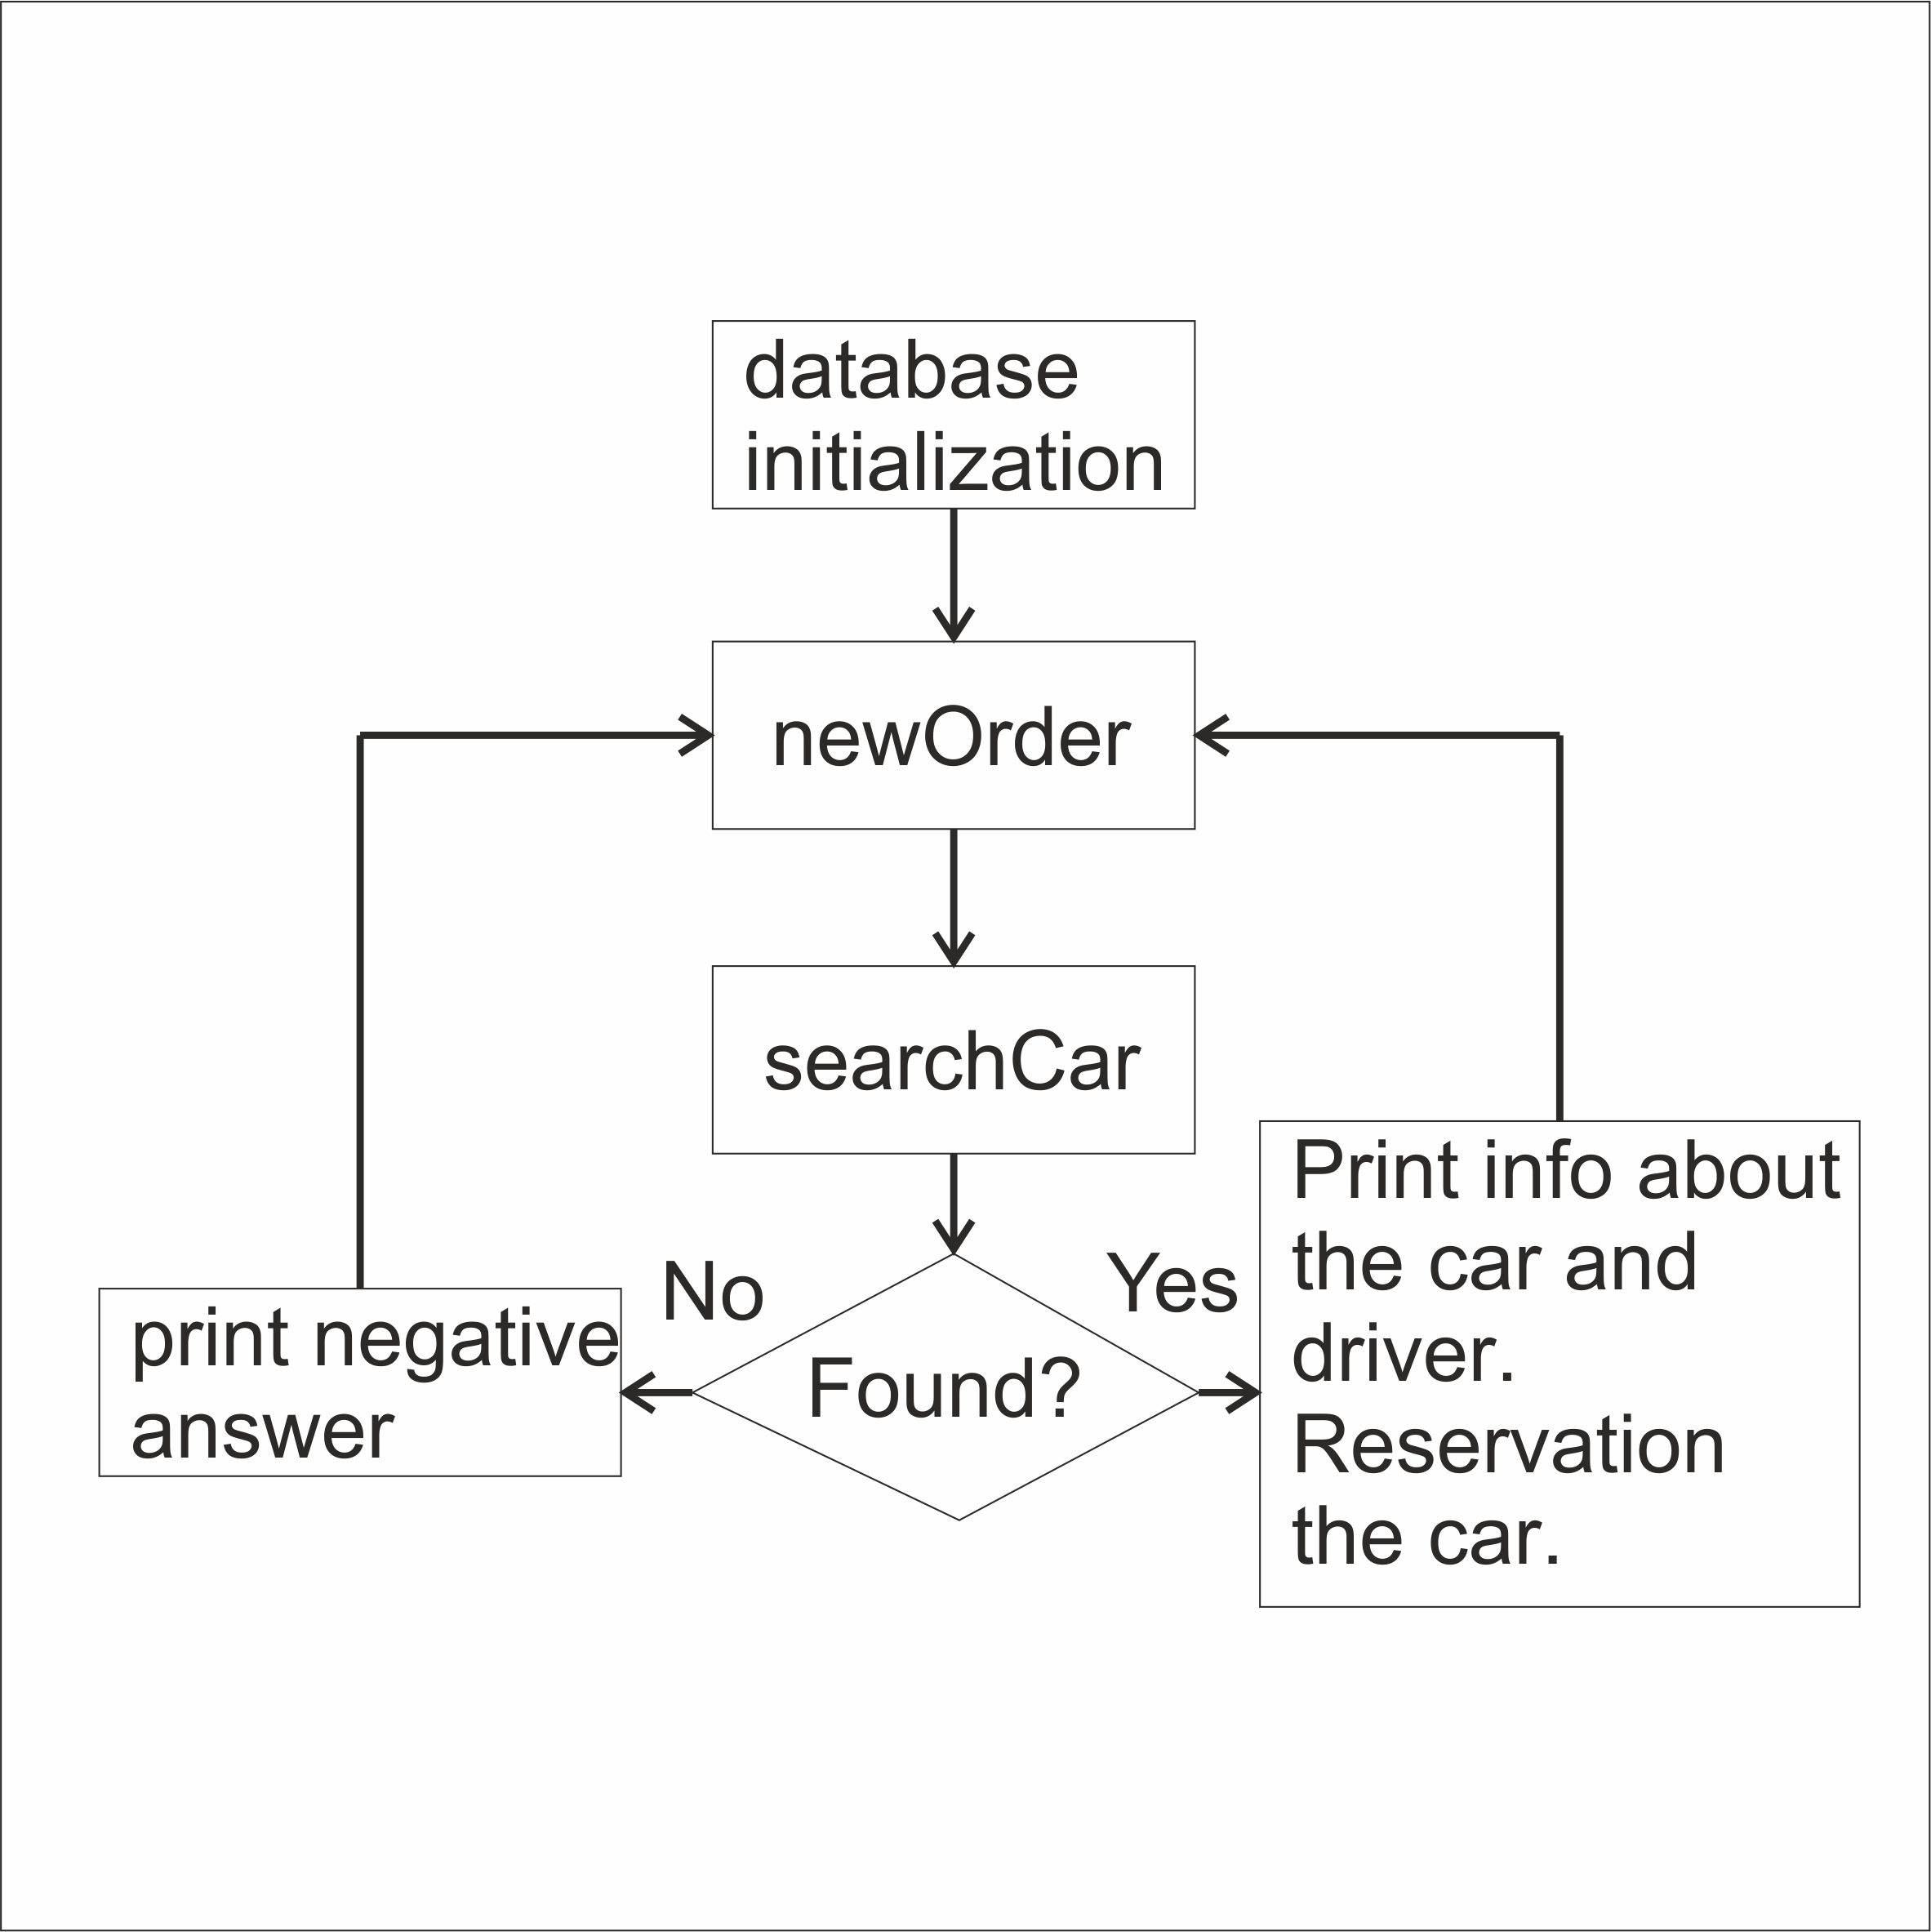 database
initialization
newOrder
searchCar
No
Yes
Found?
print negative
answer
Print info about
the car and
driver.
Reservation
the car.